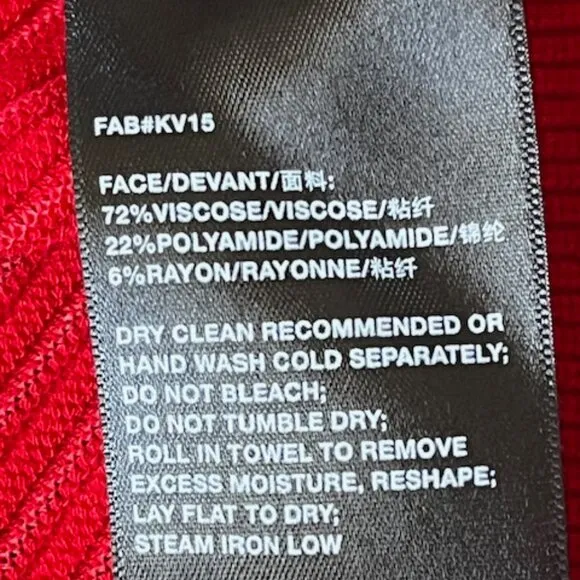 FAB#KV15
FACE/DEVANT/面料:
72%VISCOSE/VISCOSE/粘纤
22%POLYAMIDE/POLYAMIDE/锦纶
6%RAYON/RAYONNE/粘纤
DRY CLEAN RECOMMENDED OR
HAND WASH COLD SEPARATELY;
DO NOT BLEACH;
DO NOT TUMBLE DRY;
ROLL IN TOWEL TO REMOVE
EXCESS MOISTURE, RESHAPE;
LAY FLAT TO DRY;
STEAM IRON LOW